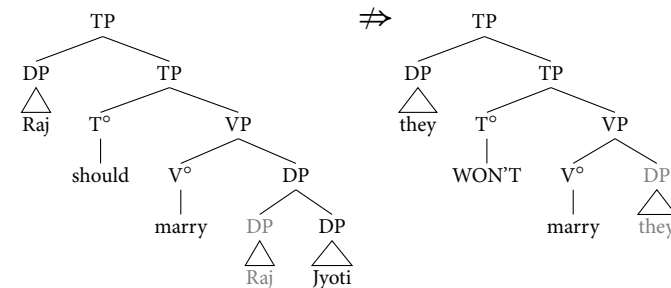 TP ⇏ TP
DP TP DP TP
Raj T° VP they T° VP
should V° DP WON'T V° DP
marry DP DP marry they
Raj Jyoti